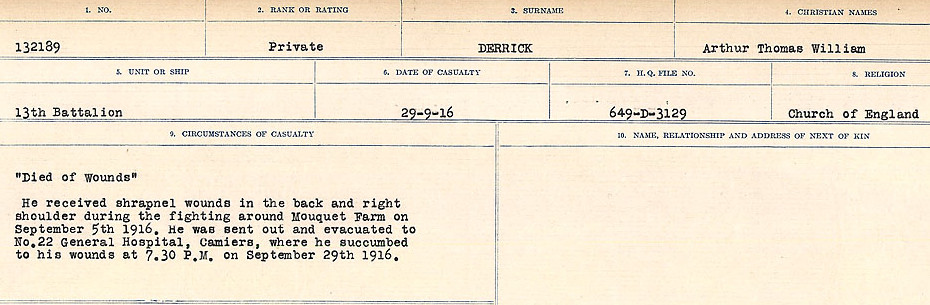 1. NO. 2. RANK OR RATING 3. SURNAME 4. CHRISTIAN NAMES
132189 Private DERRICK Arthur Thomas William
5. UNIT OR SHIP 6. DATE OF CASUALTY 7. H.Q. FILE NO. 8. RELIGION
13th Battalion 29-9-16 649-D-3129 Church of England
9. CIRCUMSTANCES OF CASUALTY 10. NAME, RELATIONSHIP AND ADDRESS OF NEXT OF KIN
"Died of Wounds"
He received shrapnel wounds in the back and right
shoulder during the fighting around Mouquet Farm on
September 5th 1916. He was sent out and evacuated to
No.22 General Hospital, Camiers, where he succumbed
to his wounds at 7.30 P.M. on September 29th 1916.